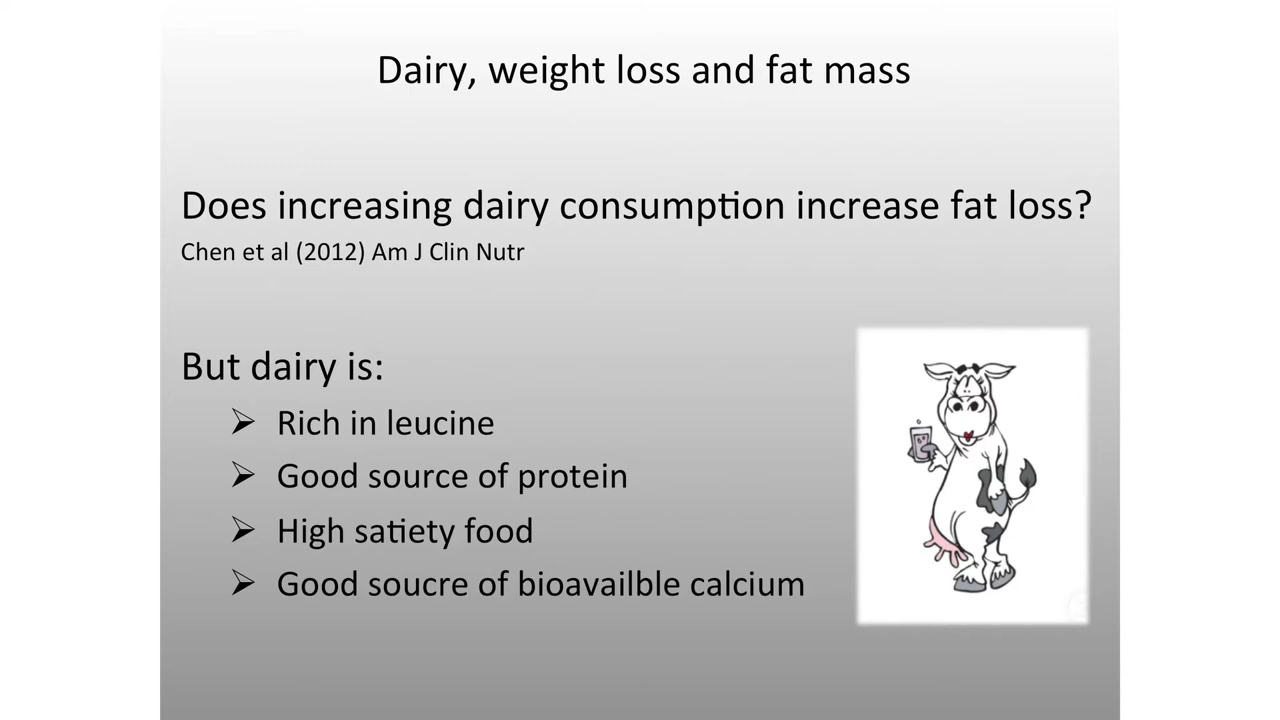 Dairy, weight loss and fat mass
Does increasing dairy consumption increase fat loss?
Chen et al (2012) Am J Clin Nutr
But dairy is:
➢ Rich in leucine
➢ Good source of protein
➢ High satiety food
➢ Good soucre of bioavailble calcium